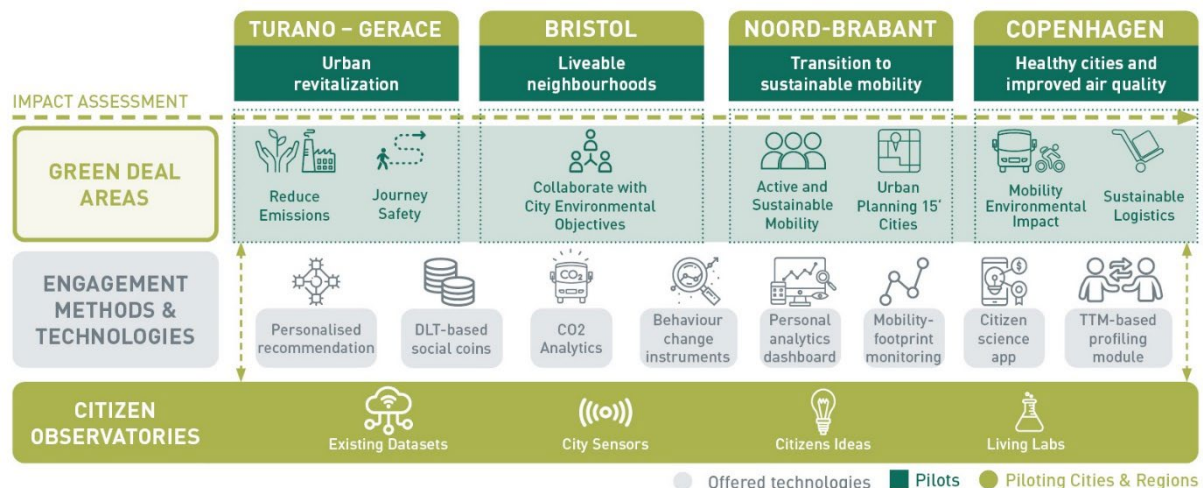 TURANO – GERACE
BRISTOL
NOORD-BRABANT
COPENHAGEN
Urban
revitalization
Liveable
neighbourhoods
Transition to
sustainable mobility
Healthy cities and
improved air quality
IMPACT ASSESSMENT
GREEN DEAL
AREAS
Reduce
Emissions
Journey
Safety
Collaborate with
City Environmental
Objectives
Active and
Sustainable
Mobility
Urban
Planning 15'
Cities
Mobility
Environmental
Impact
Sustainable
Logistics
ENGAGEMENT
METHODS &
TECHNOLOGIES
CO2
Personalised
recommendation
DLT-based
social coins
CO2
Analytics
Behaviour
change
instruments
Personal
analytics
dashboard
Mobility-
footprint
monitoring
Citizen
science
app
TTM-based
profiling
module
CITIZEN
OBSERVATORIES
Existing Datasets
City Sensors
Citizens Ideas
Living Labs
Offered technologies
Pilots
Piloting Cities & Regions